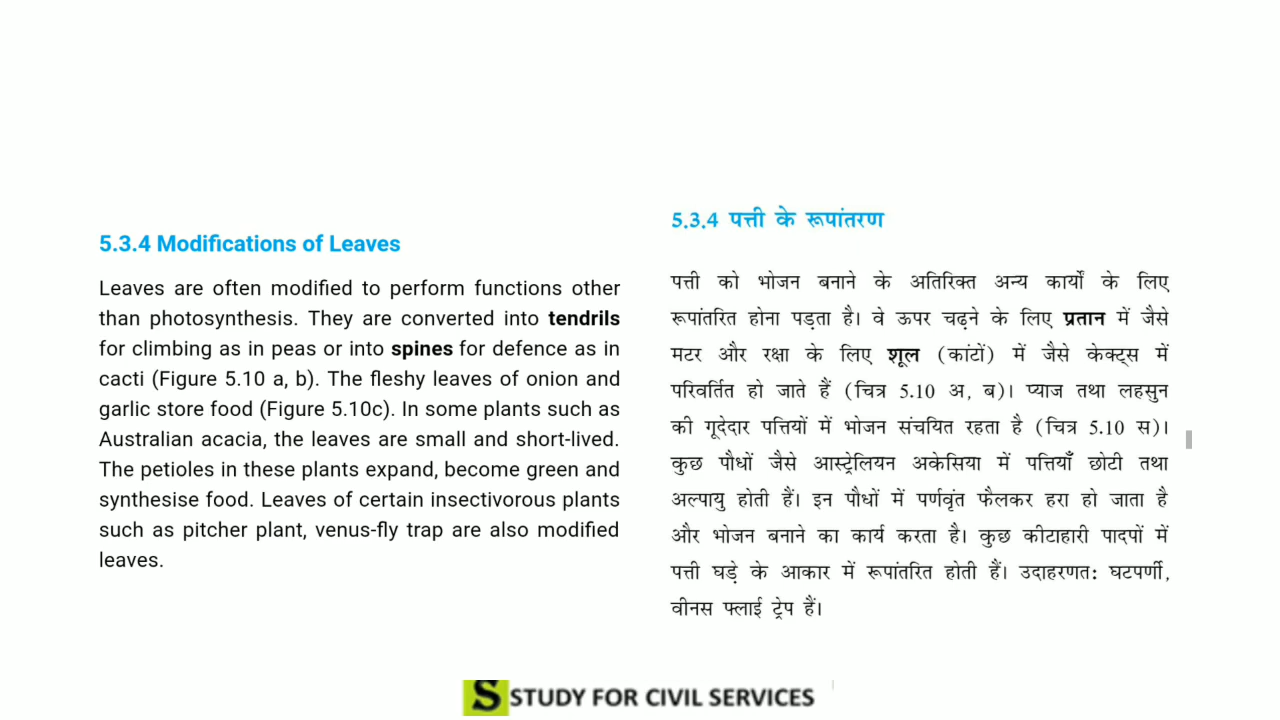 5.3.4 Modifications of Leaves
Leaves are often modified to perform functions other
than photosynthesis. They are converted into tendrils
for climbing as in peas or into spines for defence as in
cacti (Figure 5.10 a, b). The fleshy leaves of onion and
garlic store food (Figure 5.10c). In some plants such as
Australian acacia, the leaves are small and short-lived.
The petioles in these plants expand, become green and
synthesise food. Leaves of certain insectivorous plants
such as pitcher plant, venus-fly trap are also modified
leaves.
5.3.4 पत्ती के रूपांतरण
पत्ती को भोजन बनाने के अतिरिक्त अन्य कार्यों के लिए
रूपांतरित होना पड़ता है। वे ऊपर चढ़ने के लिए प्रतान में जैसे
मटर और रक्षा के लिए शूल (कांटों) में जैसे केक्ट्स में
परिवर्तित हो जाते हैं (चित्र 5.10 अ, ब)। प्याज तथा लहसुन
की गूदेदार पत्तियों में भोजन संचयित रहता है (चित्र 5.10 स)।
कुछ पौधों जैसे आस्ट्रेलियन अकेसिया में पत्तियाँ छोटी तथा
अल्पायु होती हैं। इन पौधों में पर्णवृंत फैलकर हरा हो जाता है
और भोजन बनाने का कार्य करता है। कुछ कीटाहारी पादपों में
पत्ती घड़े के आकार में रूपांतरित होती हैं। उदाहरणत: घटपर्णी,
वीनस फ्लाई ट्रेप हैं।
S STUDY FOR CIVIL SERVICES